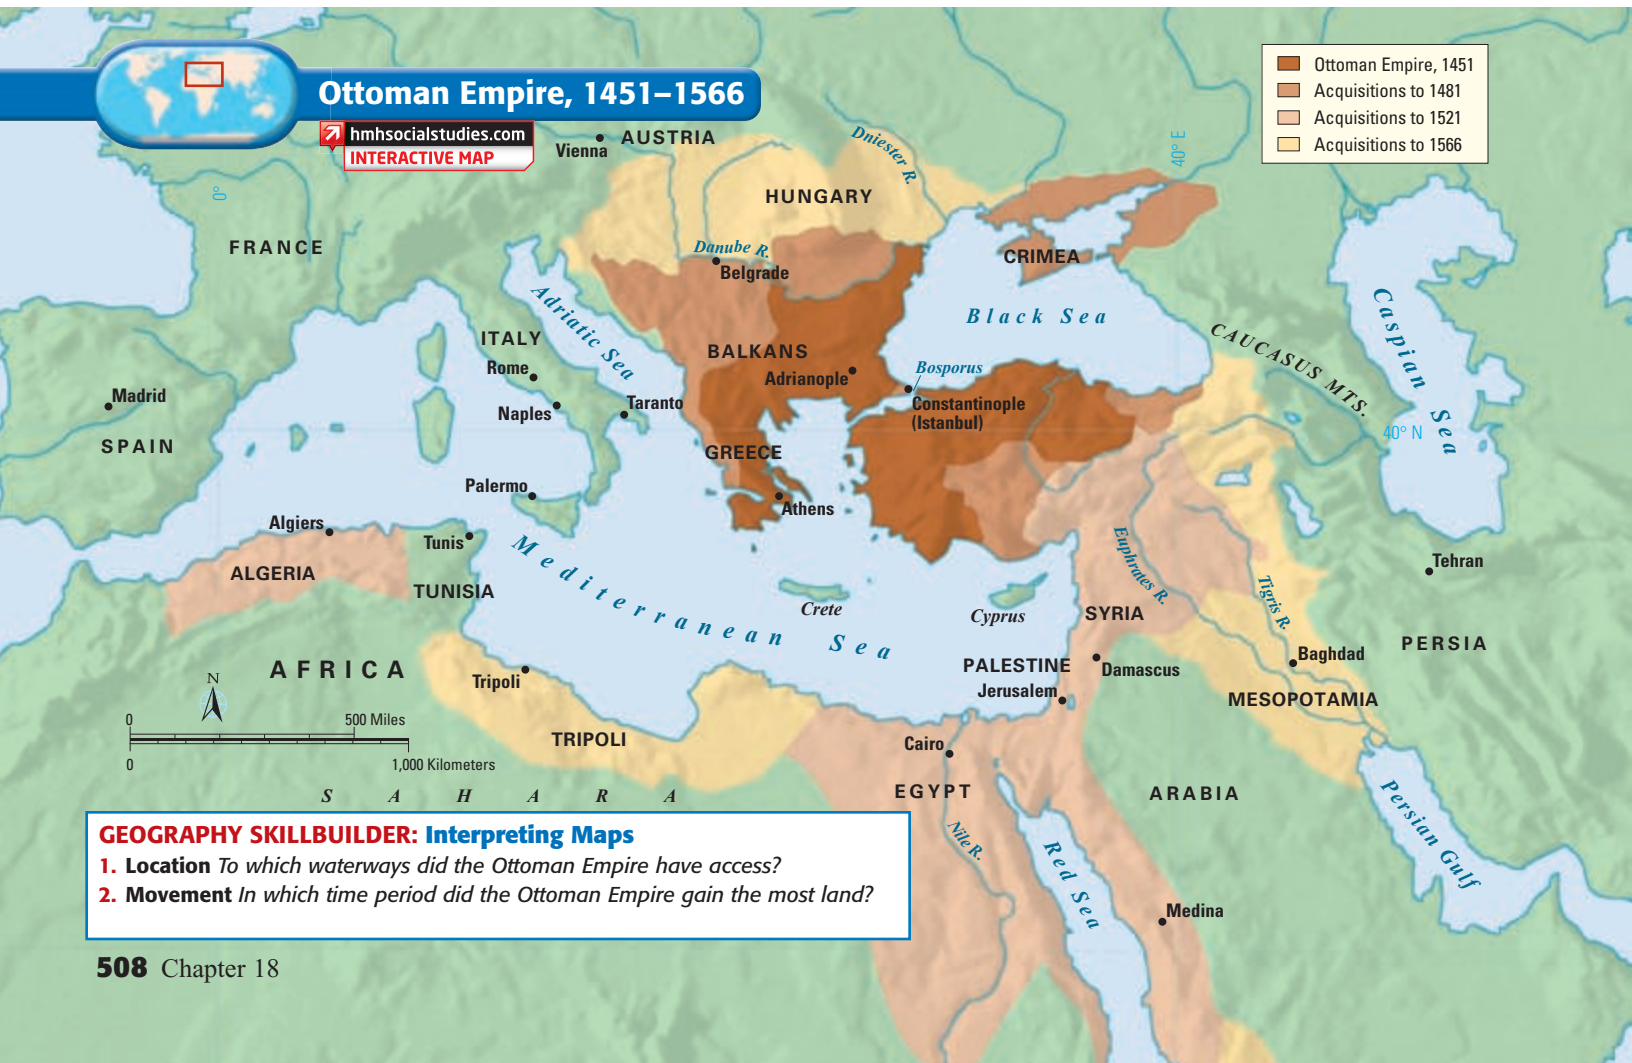 Ottoman Empire, 1451–1566
hmhsocialstudies.com
INTERACTIVE MAP
Ottoman Empire, 1451
Acquisitions to 1481
Acquisitions to 1521
Acquisitions to 1566
0°
40° E
40° N
Vienna
AUSTRIA
Dniester R.
HUNGARY
FRANCE
Danube R.
Belgrade
CRIMEA
Adriatic Sea
Black Sea
Caspian Sea
CAUCASUS MTS.
ITALY
Rome
BALKANS
Adrianople
Bosporus
Constantinople
(Istanbul)
Madrid
SPAIN
Naples
Taranto
GREECE
Palermo
Athens
Algiers
Tunis
ALGERIA
TUNISIA
Mediterranean Sea
Crete
Cyprus
Euphrates R.
Tigris R.
Tehran
SYRIA
PERSIA
Baghdad
AFRICA
Tripoli
PALESTINE
Damascus
Jerusalem
MESOPOTAMIA
N
0
500 Miles
0
1,000 Kilometers
TRIPOLI
Cairo
EGYPT
ARABIA
SAHARA
Nile R.
Red Sea
Persian Gulf
Medina
GEOGRAPHY SKILLBUILDER: Interpreting Maps
1. Location To which waterways did the Ottoman Empire have access?
2. Movement In which time period did the Ottoman Empire gain the most land?
508 Chapter 18